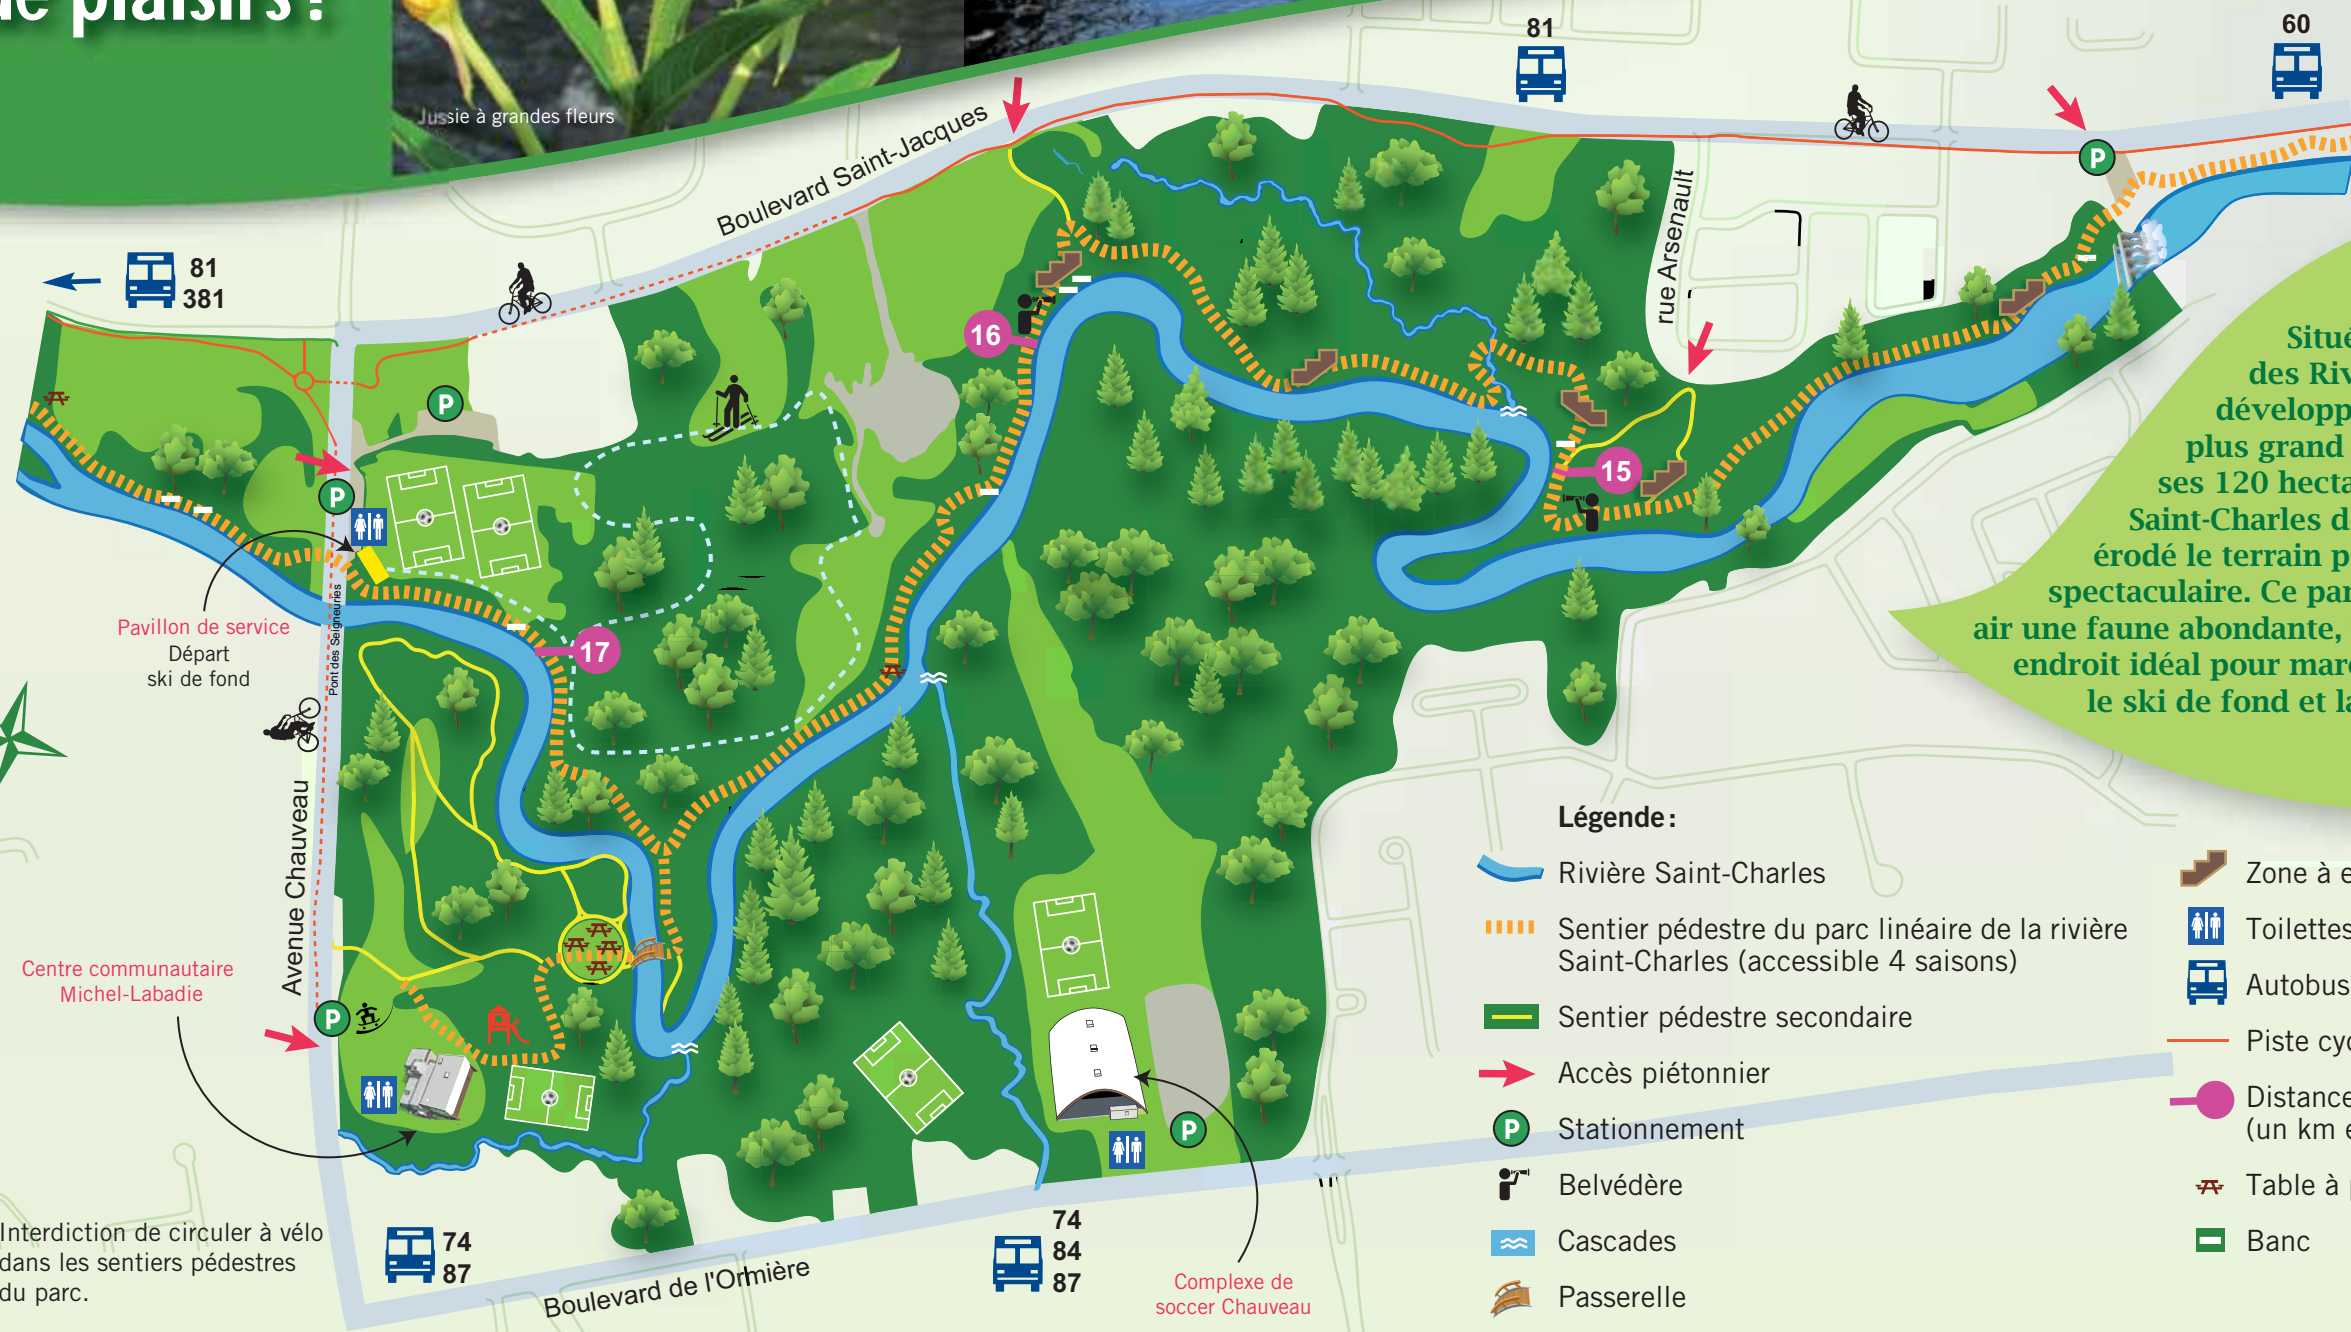 de plaisirs!
Jussie à grandes fleurs
81
60
Boulevard Saint-Jacques
rue Arsenault
P
81
381
P
16
P
15
17
Pavillon de service
Départ
ski de fond
Pont des Seigneuries
Situé
des
développ
plus grand
ses 120
Saint-Charles
érodé le terrain
spectaculaire. Ce
air une faune abondante,
endroit idéal pour
le ski de fond et
Avenue Chauveau
Centre communautaire
Michel-Labadie
P
P
Légende :
Rivière Saint-Charles
Sentier pédestre du parc linéaire de la rivière
Saint-Charles (accessible 4 saisons)
Sentier pédestre secondaire
Accès piétonnier
P Stationnement
Belvédère
Cascades
Passerelle
Zone à
Toilettes
Autobus
Piste
Distance
(un km
Table à
Banc
Interdiction de circuler à vélo
dans les sentiers pédestres
du parc.
74
87
Boulevard de l'Ormière
74
84
87
Complexe de
soccer Chauveau